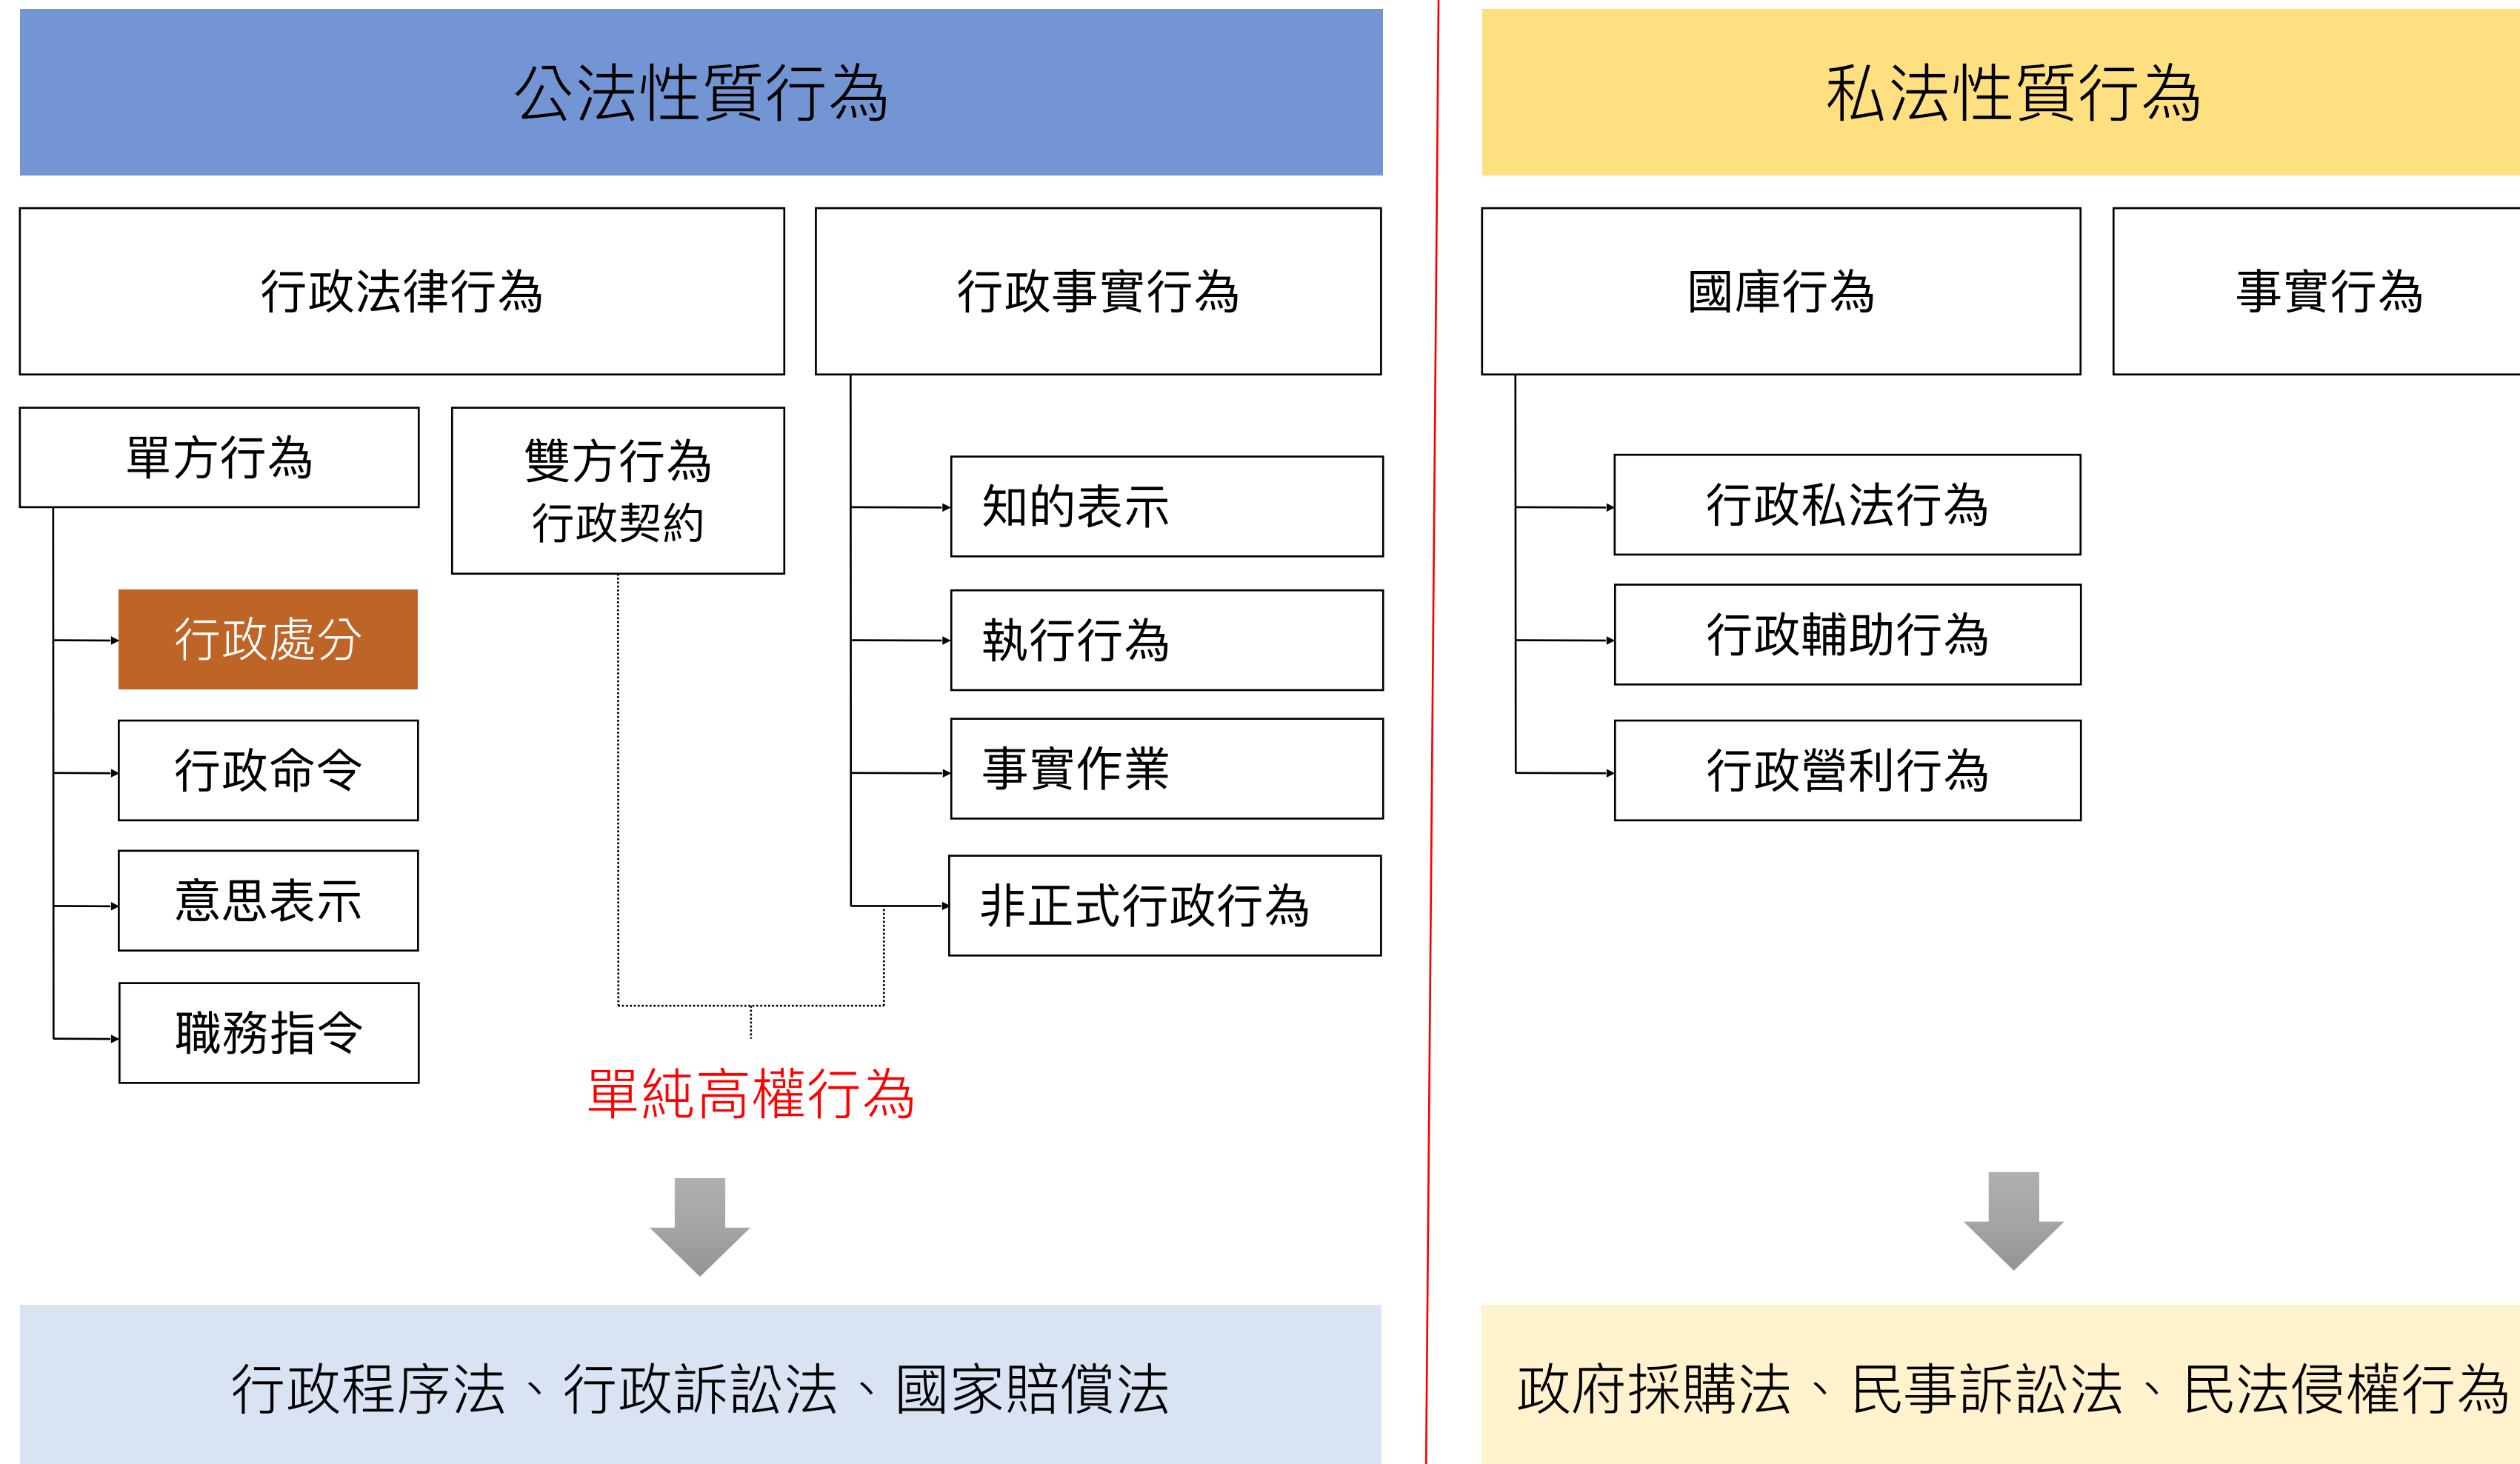 公法性質行為
私法性質行為
行政法律行為
行政事實行為
國庫行為
事實行為
單方行為
雙方行為
行政契約
行政處分
行政命令
意思表示
職務指令
知的表示
執行行為
事實作業
非正式行政行為
行政私法行為
行政輔助行為
行政營利行為
單純高權行為
行政程序法、行政訴訟法、國家賠償法
政府採購法、民事訴訟法、民法侵權行為